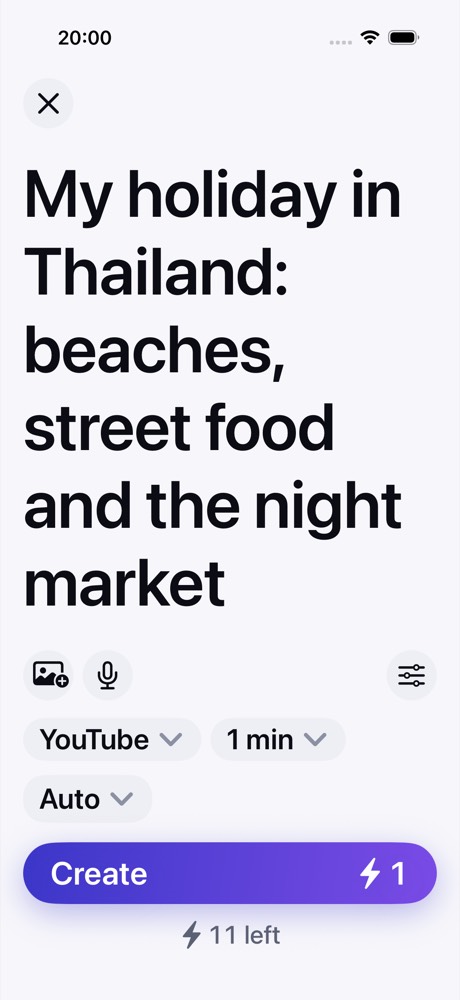 20:00
My holiday in
Thailand:
beaches,
street food
and the night
market
YouTube
1 min
Auto
Create
1
11 left